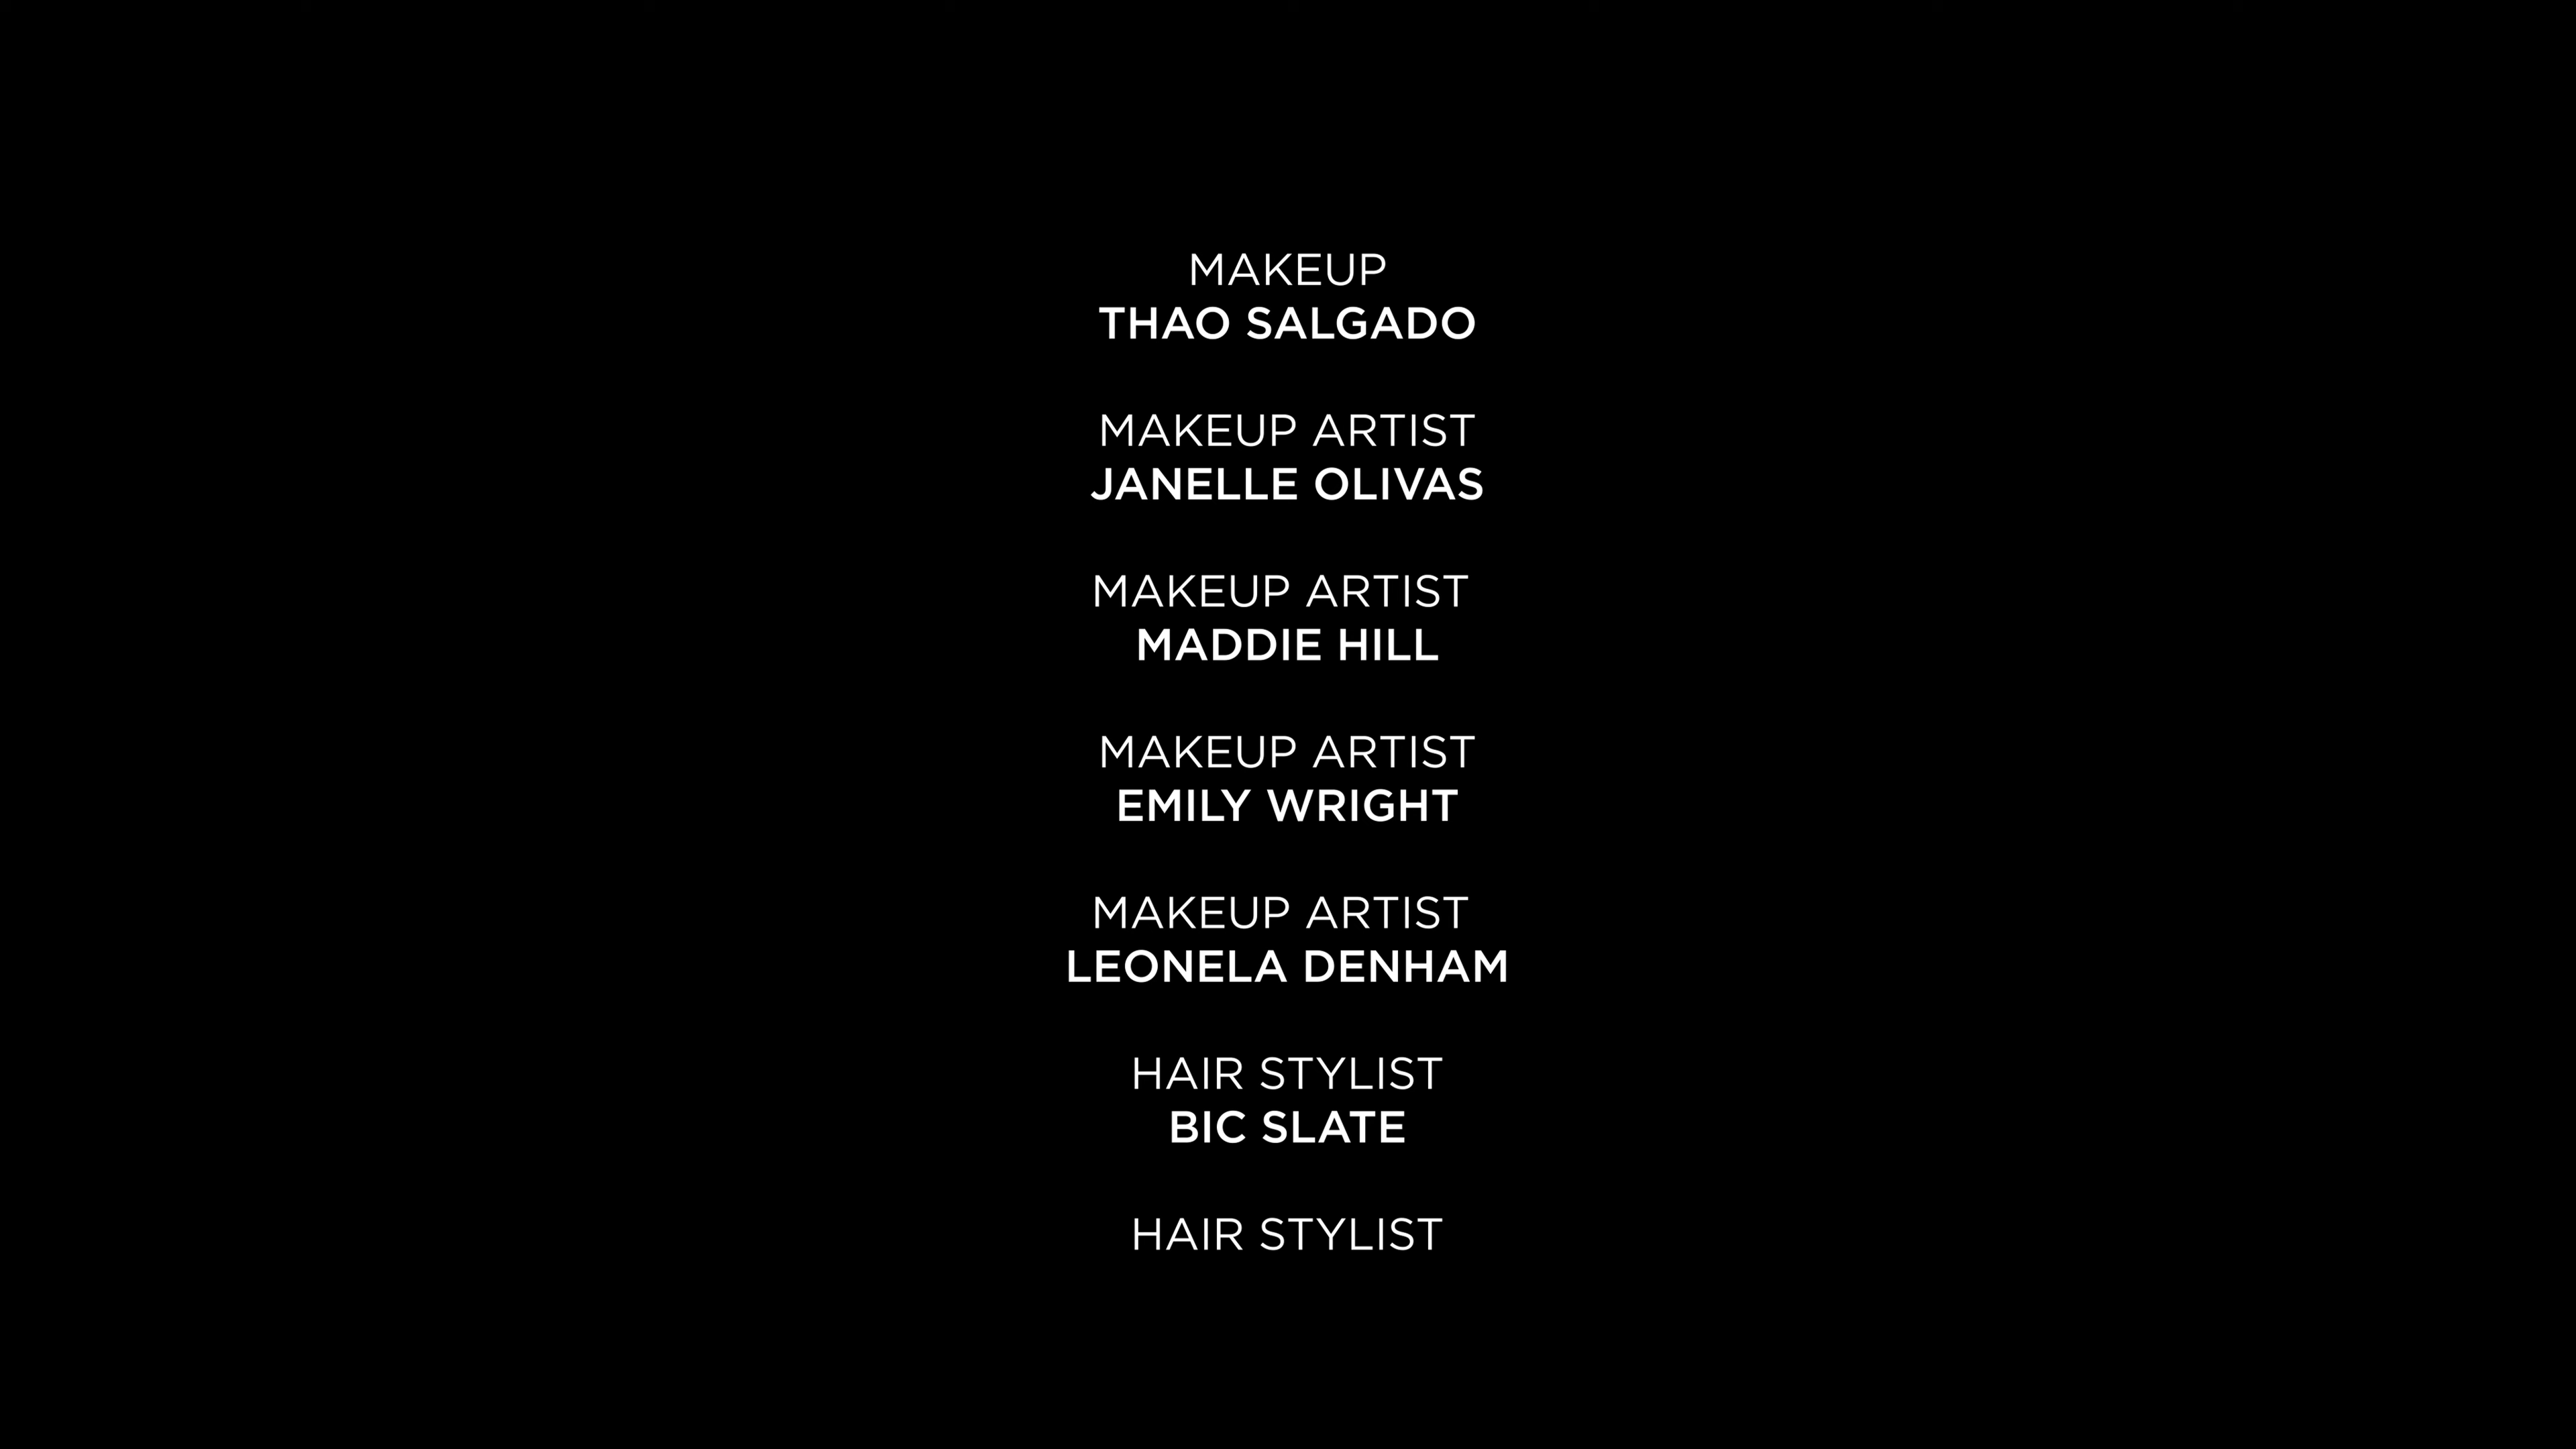 MAKEUP
THAO SALGADO
MAKEUP ARTIST
JANELLE OLIVAS
MAKEUP ARTIST
MADDIE HILL
MAKEUP ARTIST
EMILY WRIGHT
MAKEUP ARTIST
LEONELA DENHAM
HAIR STYLIST
BIC SLATE
HAIR STYLIST